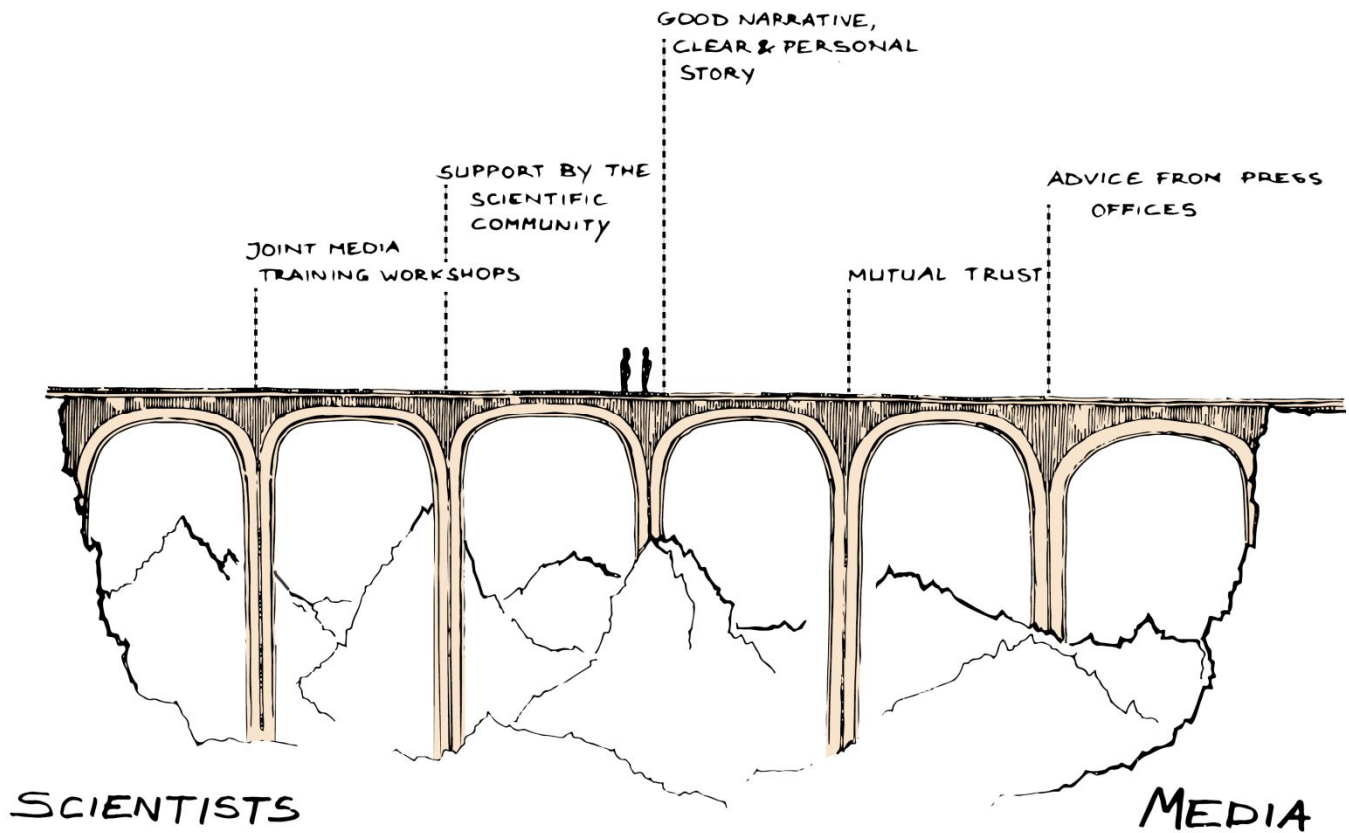 GOOD NARRATIVE,
CLEAR & PERSONAL
STORY
SUPPORT BY THE
SCIENTIFIC
COMMUNITY
ADVICE FROM PRESS
OFFICES
JOINT MEDIA
TRAINING WORKSHOPS
MUTUAL TRUST
SCIENTISTS
MEDIA